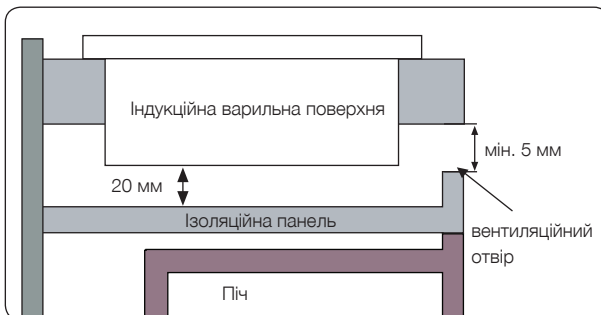 Індукційна варильна поверхня
мін. 5 мм
20 мм
Ізоляційна панель
вентиляційний
отвір
Піч